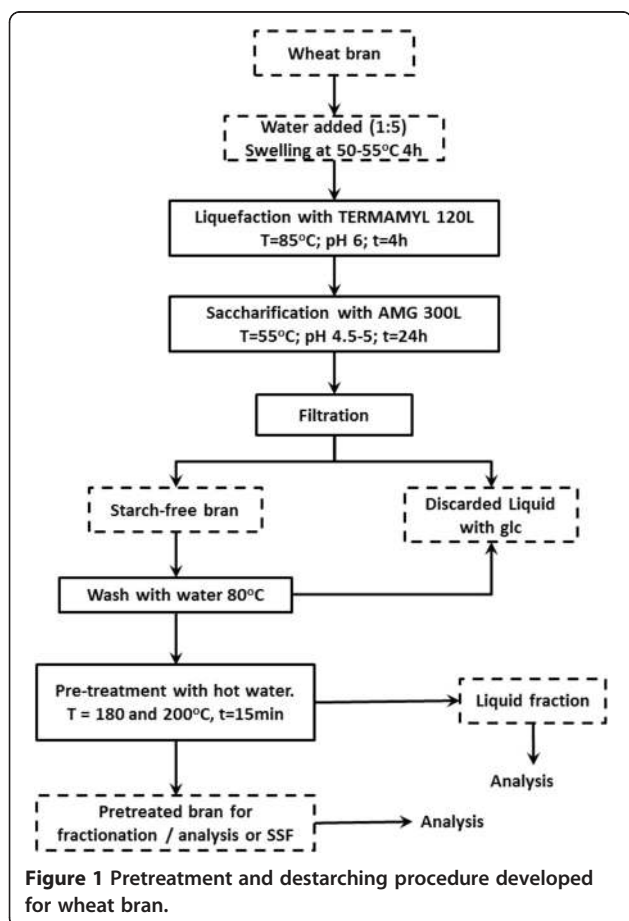 Wheat bran
Water added (1:5)
Swelling at 50-55°C 4h
Liquefaction with TERMAMYL 120L
T=85°C; pH 6; t=4h
Saccharification with AMG 300L
T=55°C; pH 4.5-5; t=24h
Filtration
Starch-free bran
Discarded Liquid
with glc
Wash with water 80°C
Pre-treatment with hot water.
T = 180 and 200°C, t=15min
Liquid fraction
Analysis
Pretreated bran for
fractionation / analysis or SSF
Analysis
Figure 1 Pretreatment and destarching procedure developed
for wheat bran.